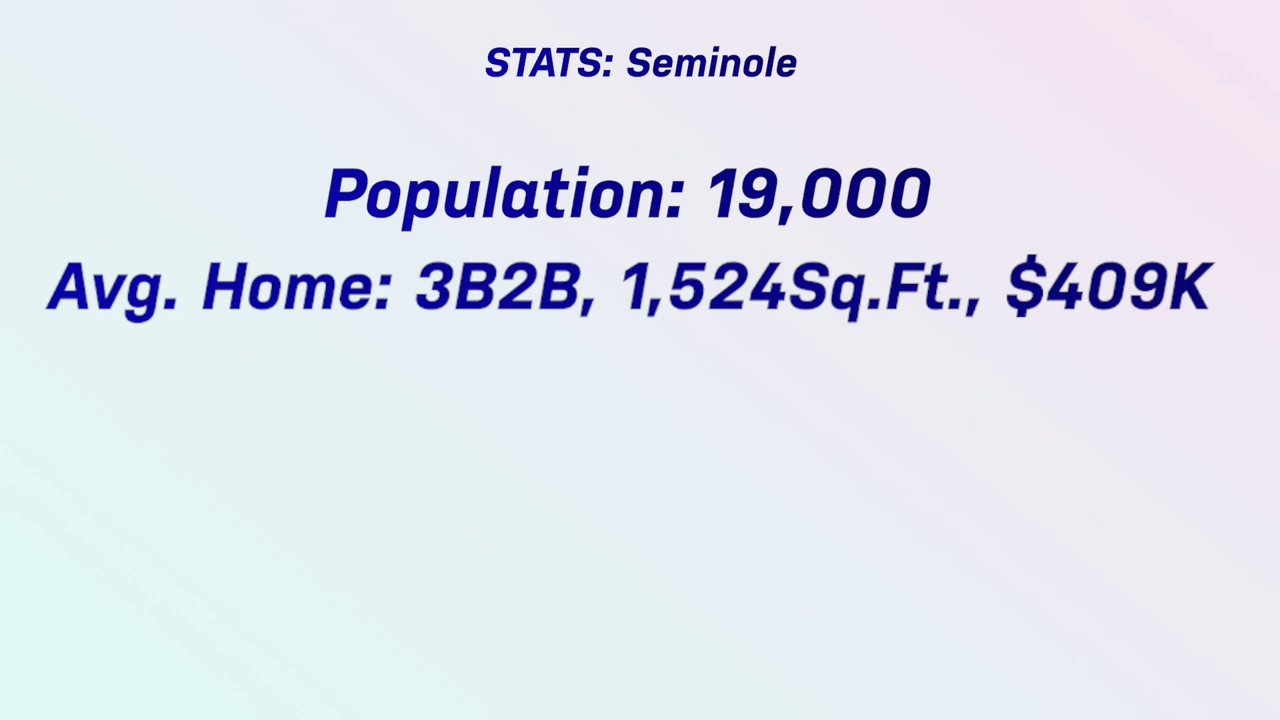 STATS: Seminole
Population: 19,000
Avg. Home: 3B2B, 1,524Sq.Ft., $409K